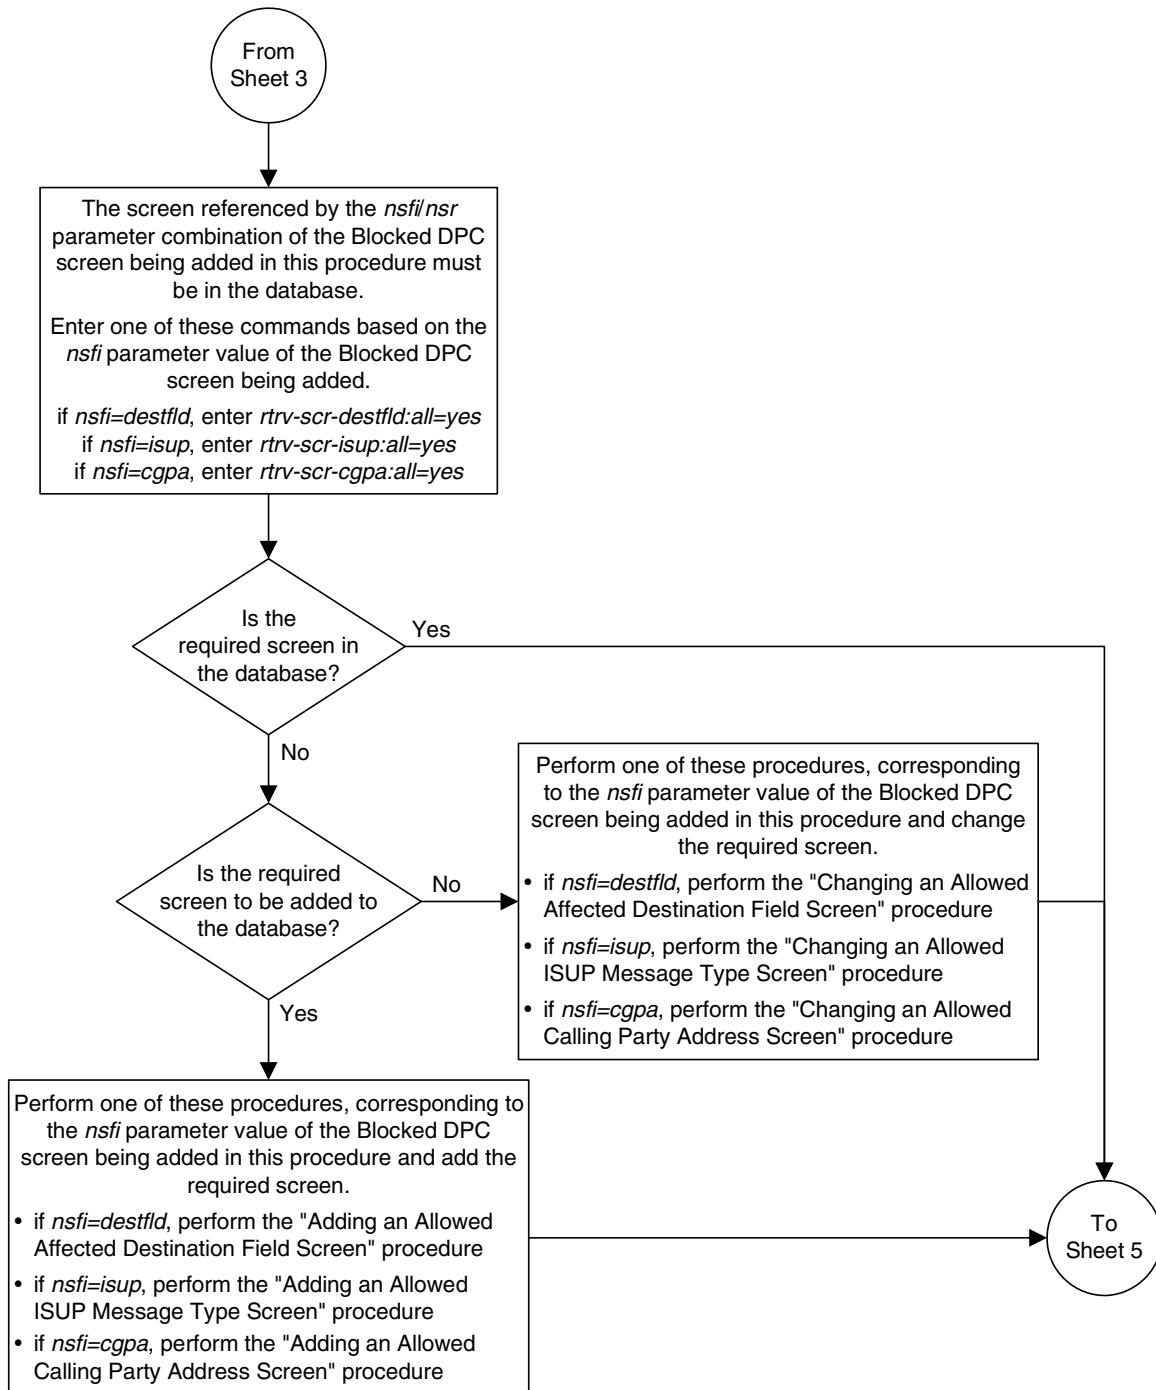 From
Sheet 3
The screen referenced by the nsfi/nsr
parameter combination of the Blocked DPC
screen being added in this procedure must
be in the database.
Enter one of these commands based on the
nsfi parameter value of the Blocked DPC
screen being added.
if nsfi=destfld, enter rtrv-scr-destfld:all=yes
if nsfi=isup, enter rtrv-scr-isup:all=yes
if nsfi=cgpa, enter rtrv-scr-cgpa:all=yes
Is the
required screen in
the database?
Yes
No
Is the required
screen to be added to
the database?
No
Yes
Perform one of these procedures, corresponding
to the nsfi parameter value of the Blocked DPC
screen being added in this procedure and change
the required screen.
• if nsfi=destfld, perform the "Changing an Allowed
Affected Destination Field Screen" procedure
• if nsfi=isup, perform the "Changing an Allowed
ISUP Message Type Screen" procedure
• if nsfi=cgpa, perform the "Changing an Allowed
Calling Party Address Screen" procedure
Perform one of these procedures, corresponding to
the nsfi parameter value of the Blocked DPC
screen being added in this procedure and add the
required screen.
• if nsfi=destfld, perform the "Adding an Allowed
Affected Destination Field Screen" procedure
• if nsfi=isup, perform the "Adding an Allowed
ISUP Message Type Screen" procedure
• if nsfi=cgpa, perform the "Adding an Allowed
Calling Party Address Screen" procedure
To
Sheet 5